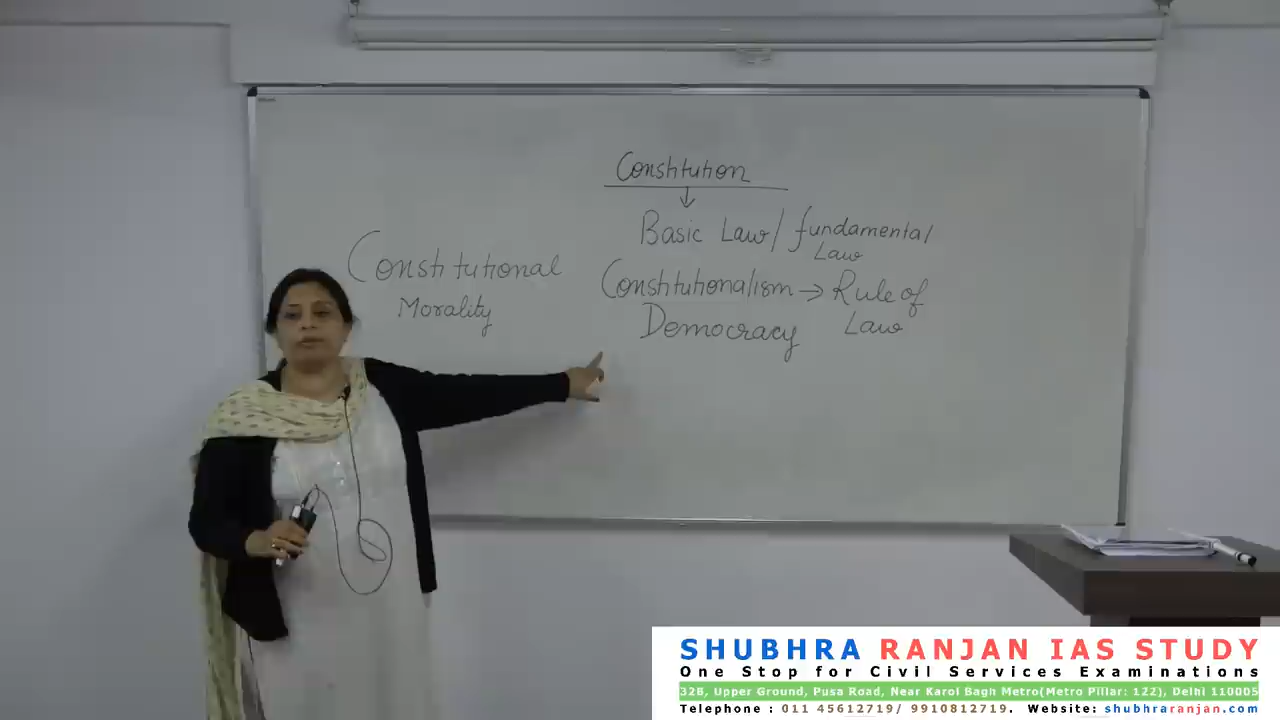 Constitution
↓
Basic Law/ fundamental
Law
Constitutional
Morality
Constitutionalism → Rule of
Law
Democracy
SHUBHRA RANJAN IAS STUDY
One Stop for Civil Services Examinations
32B, Upper Ground, Pusa Road, Near Karol Bagh Metro(Metro Pillar: 122), Delhi 110005
Telephone : 011 45612719/ 9910812719. Website: shubhraranjan.com